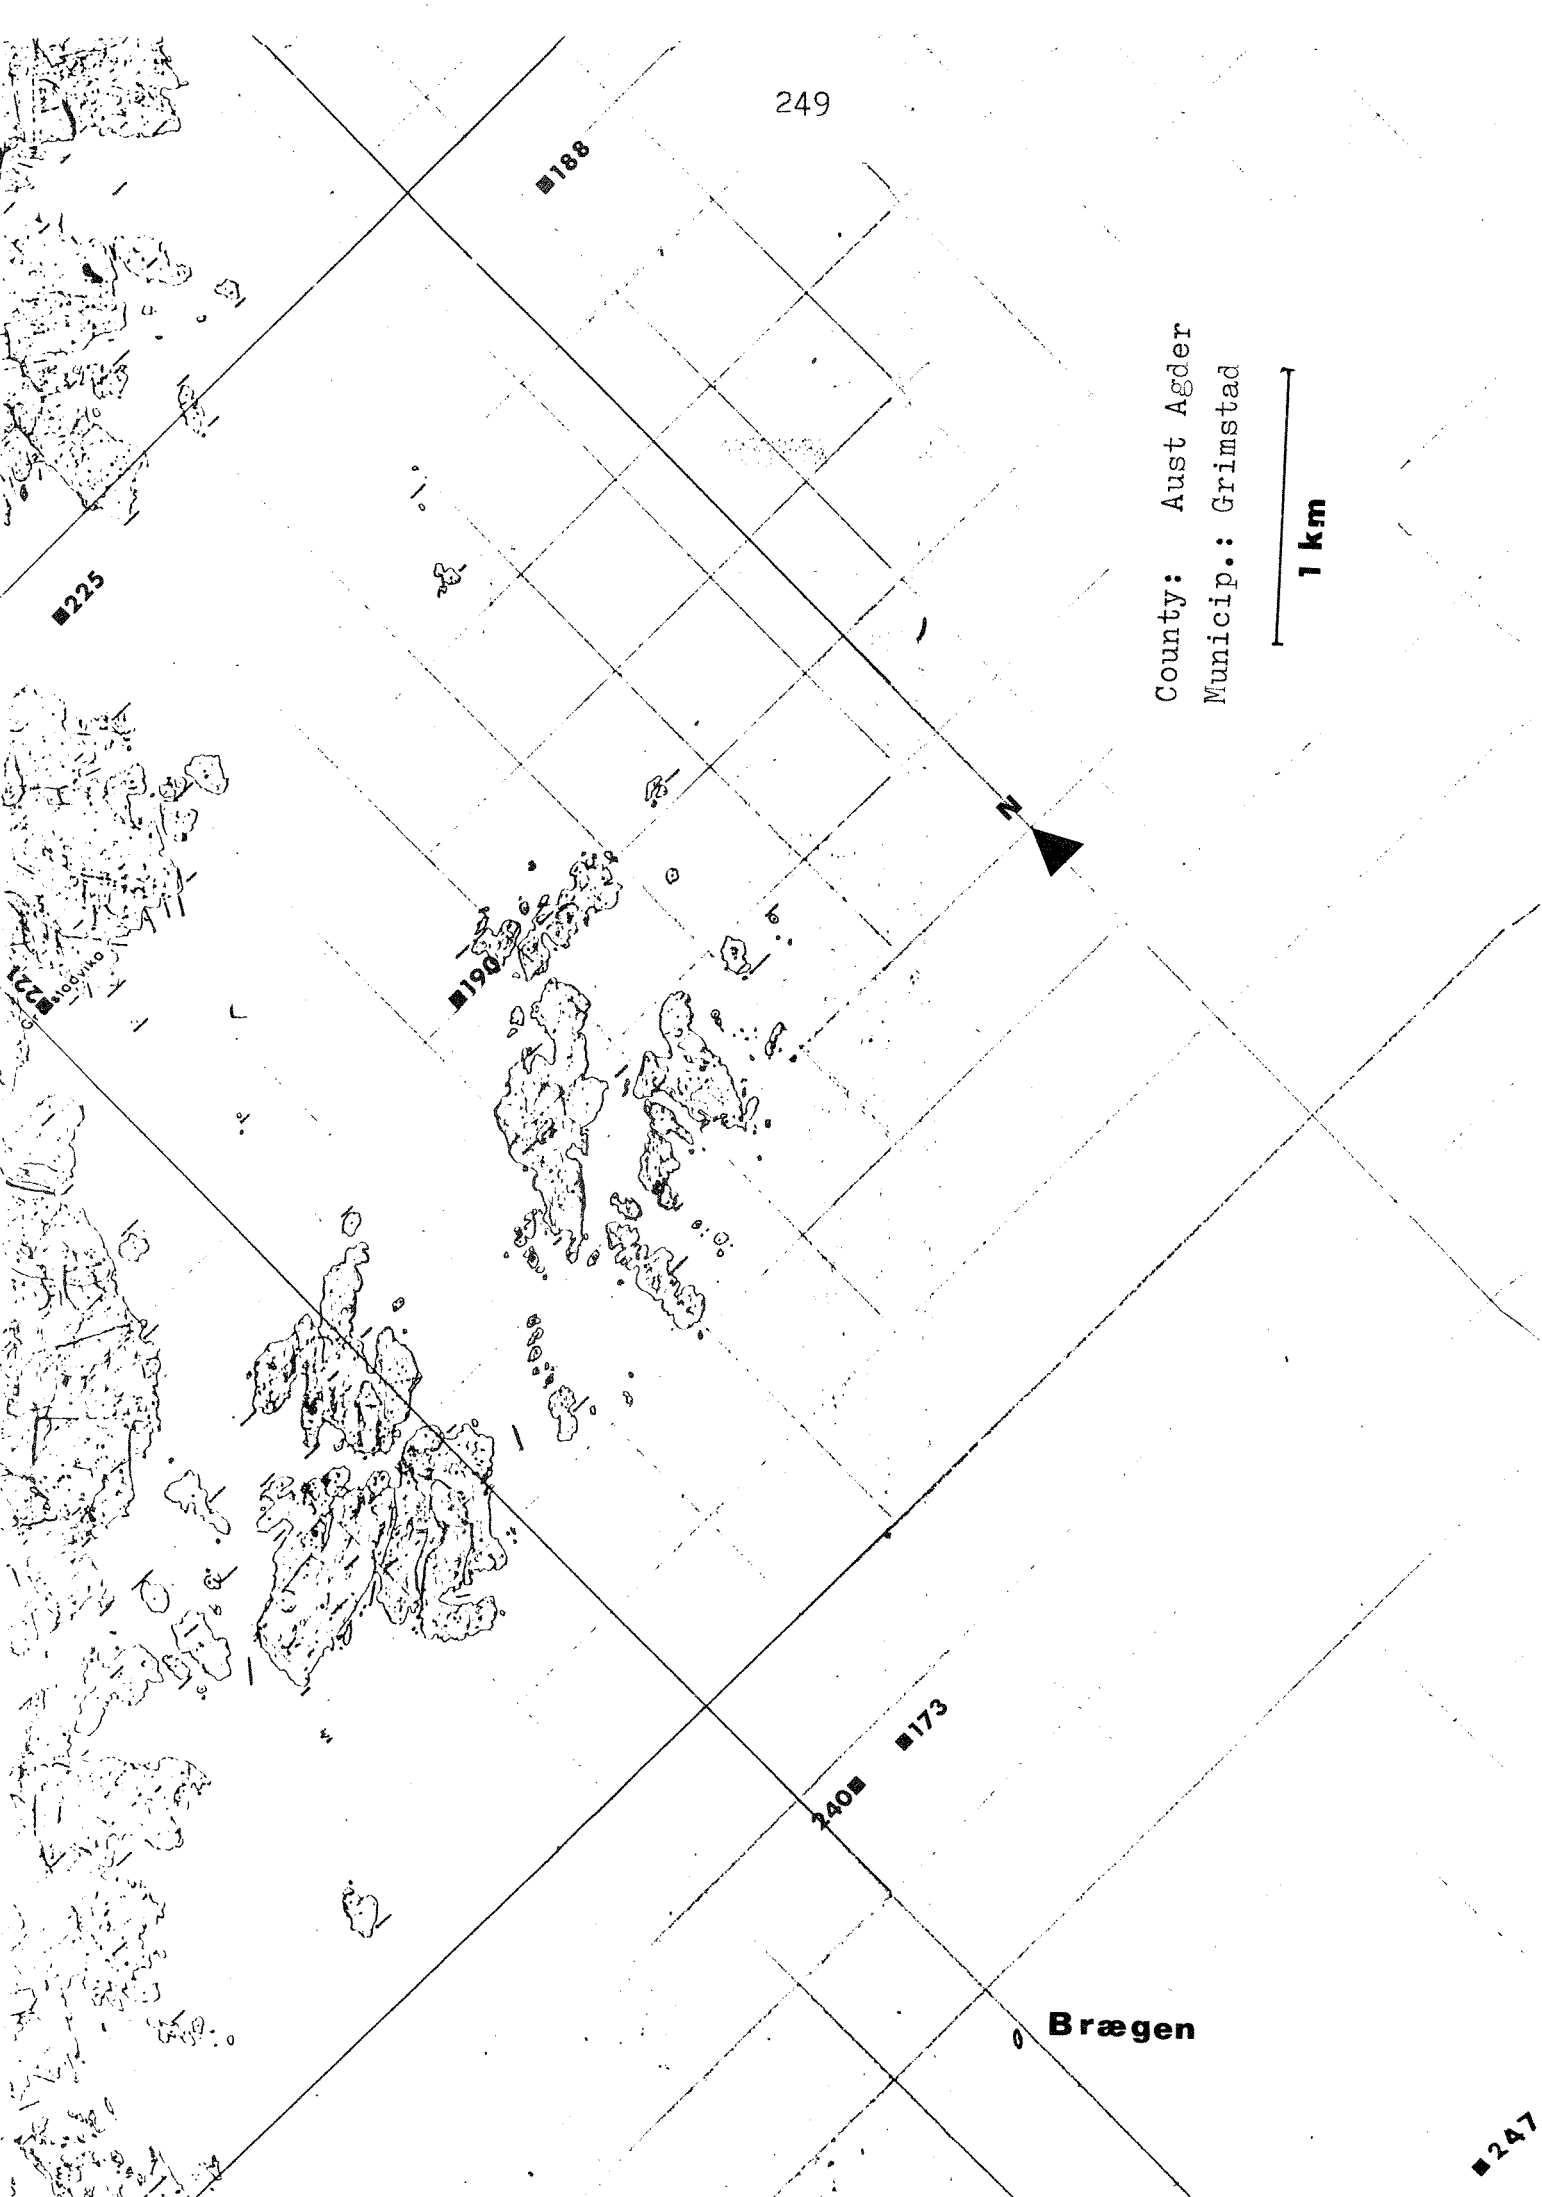 249
■188
County: Aust Agder
Municip.: Grimstad
1 km
■225
N
■221
■190
■173
240■
Brægen
■247